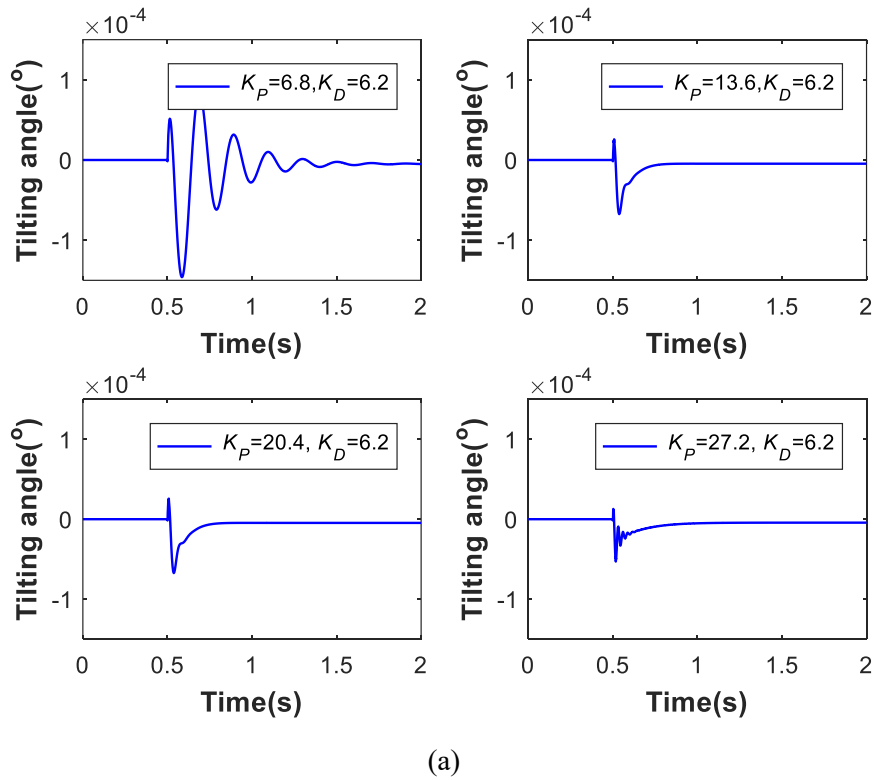 ×10⁻⁴
1
0
-1
Tilting angle(°)
K_P=6.8,K_D=6.2
0 0.5 1 1.5 2
Time(s)
×10⁻⁴
1
0
-1
Tilting angle(°)
K_P=13.6,K_D=6.2
0 0.5 1 1.5 2
Time(s)
×10⁻⁴
1
0
-1
Tilting angle(°)
K_P=20.4, K_D=6.2
0 0.5 1 1.5 2
Time(s)
×10⁻⁴
1
0
-1
Tilting angle(°)
K_P=27.2, K_D=6.2
0 0.5 1 1.5 2
Time(s)
(a)